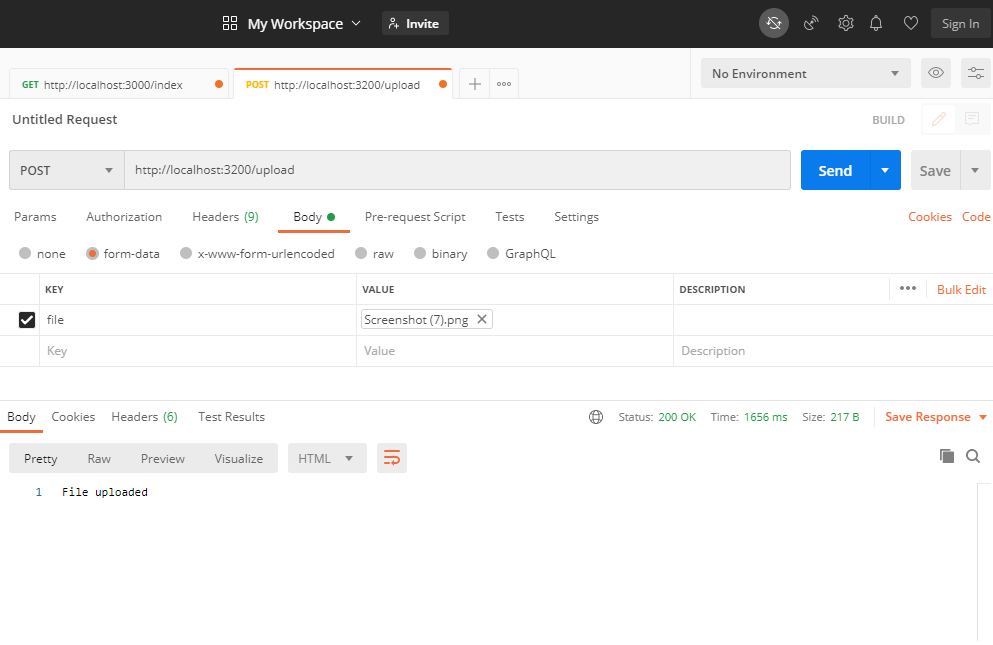 My Workspace Invite Sign In
GET http://localhost:3000/index POST http://localhost:3200/upload No Environment
Untitled Request BUILD
POST http://localhost:3200/upload Send Save
Params Authorization Headers (9) Body Pre-request Script Tests Settings Cookies Code
none form-data x-www-form-urlencoded raw binary GraphQL
KEY VALUE DESCRIPTION Bulk Edit
file Screenshot (7).png
Key Value Description
Body Cookies Headers (6) Test Results Status: 200 OK Time: 1656 ms Size: 217 B Save Response
Pretty Raw Preview Visualize HTML
1 File uploaded